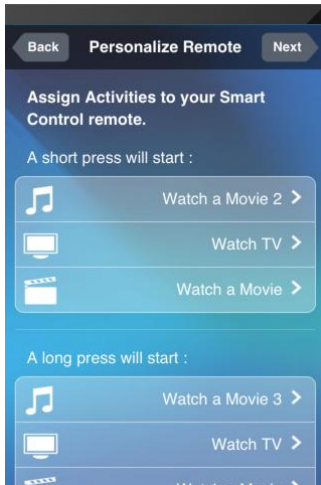 Back Personalize Remote Next
Assign Activities to your Smart
Control remote.
A short press will start :
Watch a Movie 2
Watch TV
Watch a Movie
A long press will start :
Watch a Movie 3
Watch TV